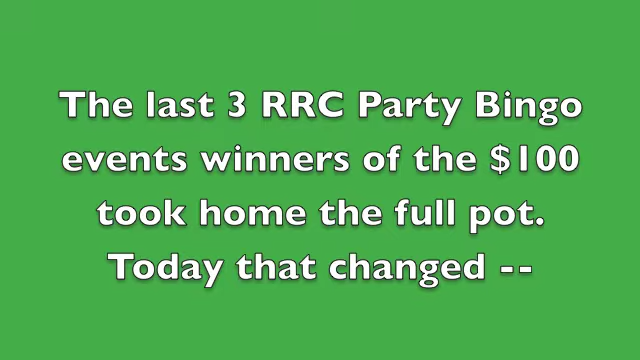 The last 3 RRC Party Bingo
events winners of the $100
took home the full pot.
Today that changed --